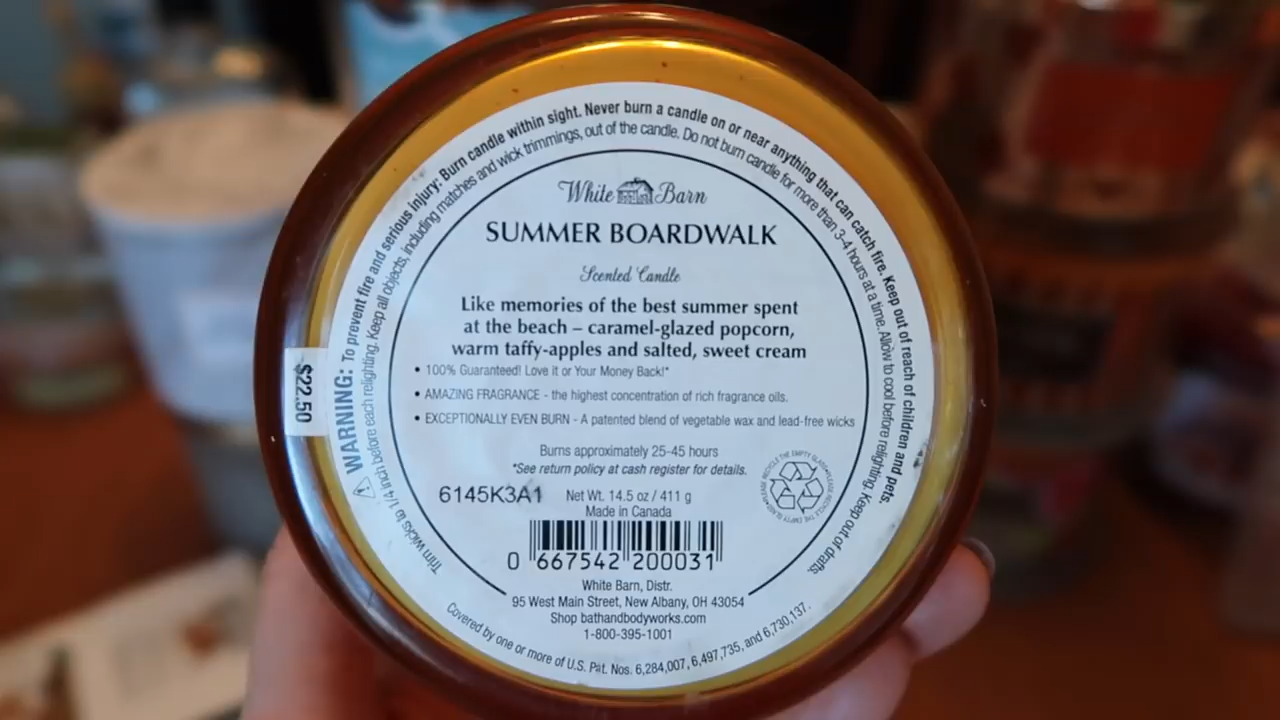 WARNING: To prevent fire and serious injury: Burn candle within sight. Never burn a candle on or near anything that can catch fire. Keep out of reach of children and pets.
Trim wicks to 1/4 inch before each relighting. Keep all objects, including matches and wick trimmings, out of the candle. Do not burn candle for more than 3-4 hours at a time. Allow to cool before relighting. Keep out of drafts.
White Barn
SUMMER BOARDWALK
Scented Candle
Like memories of the best summer spent
at the beach – caramel-glazed popcorn,
warm taffy-apples and salted, sweet cream
• 100% Guaranteed! Love it or Your Money Back!*
• AMAZING FRAGRANCE - the highest concentration of rich fragrance oils.
• EXCEPTIONALLY EVEN BURN - A patented blend of vegetable wax and lead-free wicks
$22.50
Burns approximately 25-45 hours
*See return policy at cash register for details.
6145K3A1
Net Wt. 14.5 oz / 411 g
Made in Canada
PLEASE RECYCLE THE EMPTY GLASS PLEASE RECYCLE THE EMPTY GLASS
0 667542 200031
White Barn, Distr.
95 West Main Street, New Albany, OH 43054
Shop bathandbodyworks.com
1-800-395-1001
Covered by one or more of U.S. Pat. Nos. 6,284,007, 6,497,735, and 6,730,137.